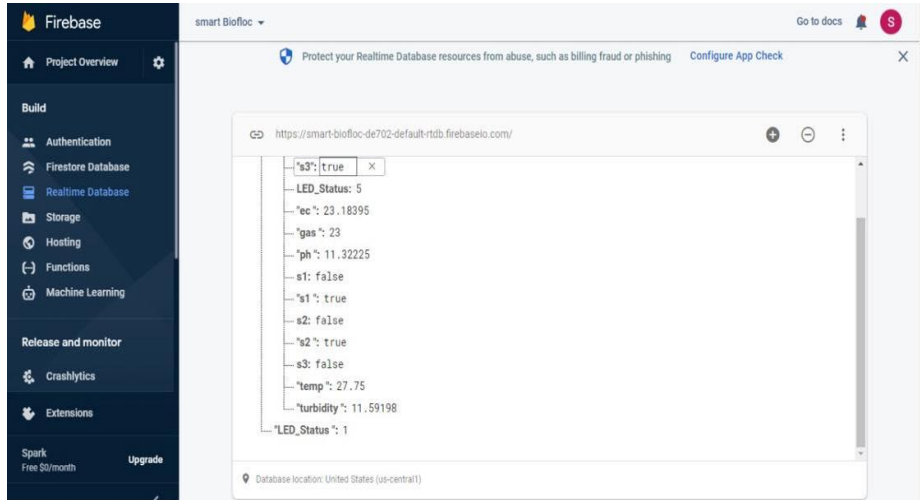 Firebase
smart Biofloc
Go to docs
S
Project Overview
Protect your Realtime Database resources from abuse, such as billing fraud or phishing Configure App Check
Build
Authentication
Firestore Database
Realtime Database
Storage
Hosting
Functions
Machine Learning
Release and monitor
Crashlytics
Extensions
Spark
Free $0/month
Upgrade
https://smart-biofloc-de702-default-rtdb.firebaseio.com/
"s3": true
LED_Status: 5
"ec ": 23.18395
"gas ": 23
"ph ": 11.32225
s1: false
"s1 ": true
s2: false
"s2 ": true
s3: false
"temp ": 27.75
"turbidity ": 11.59198
"LED_Status ": 1
Database location: United States (us-central1)